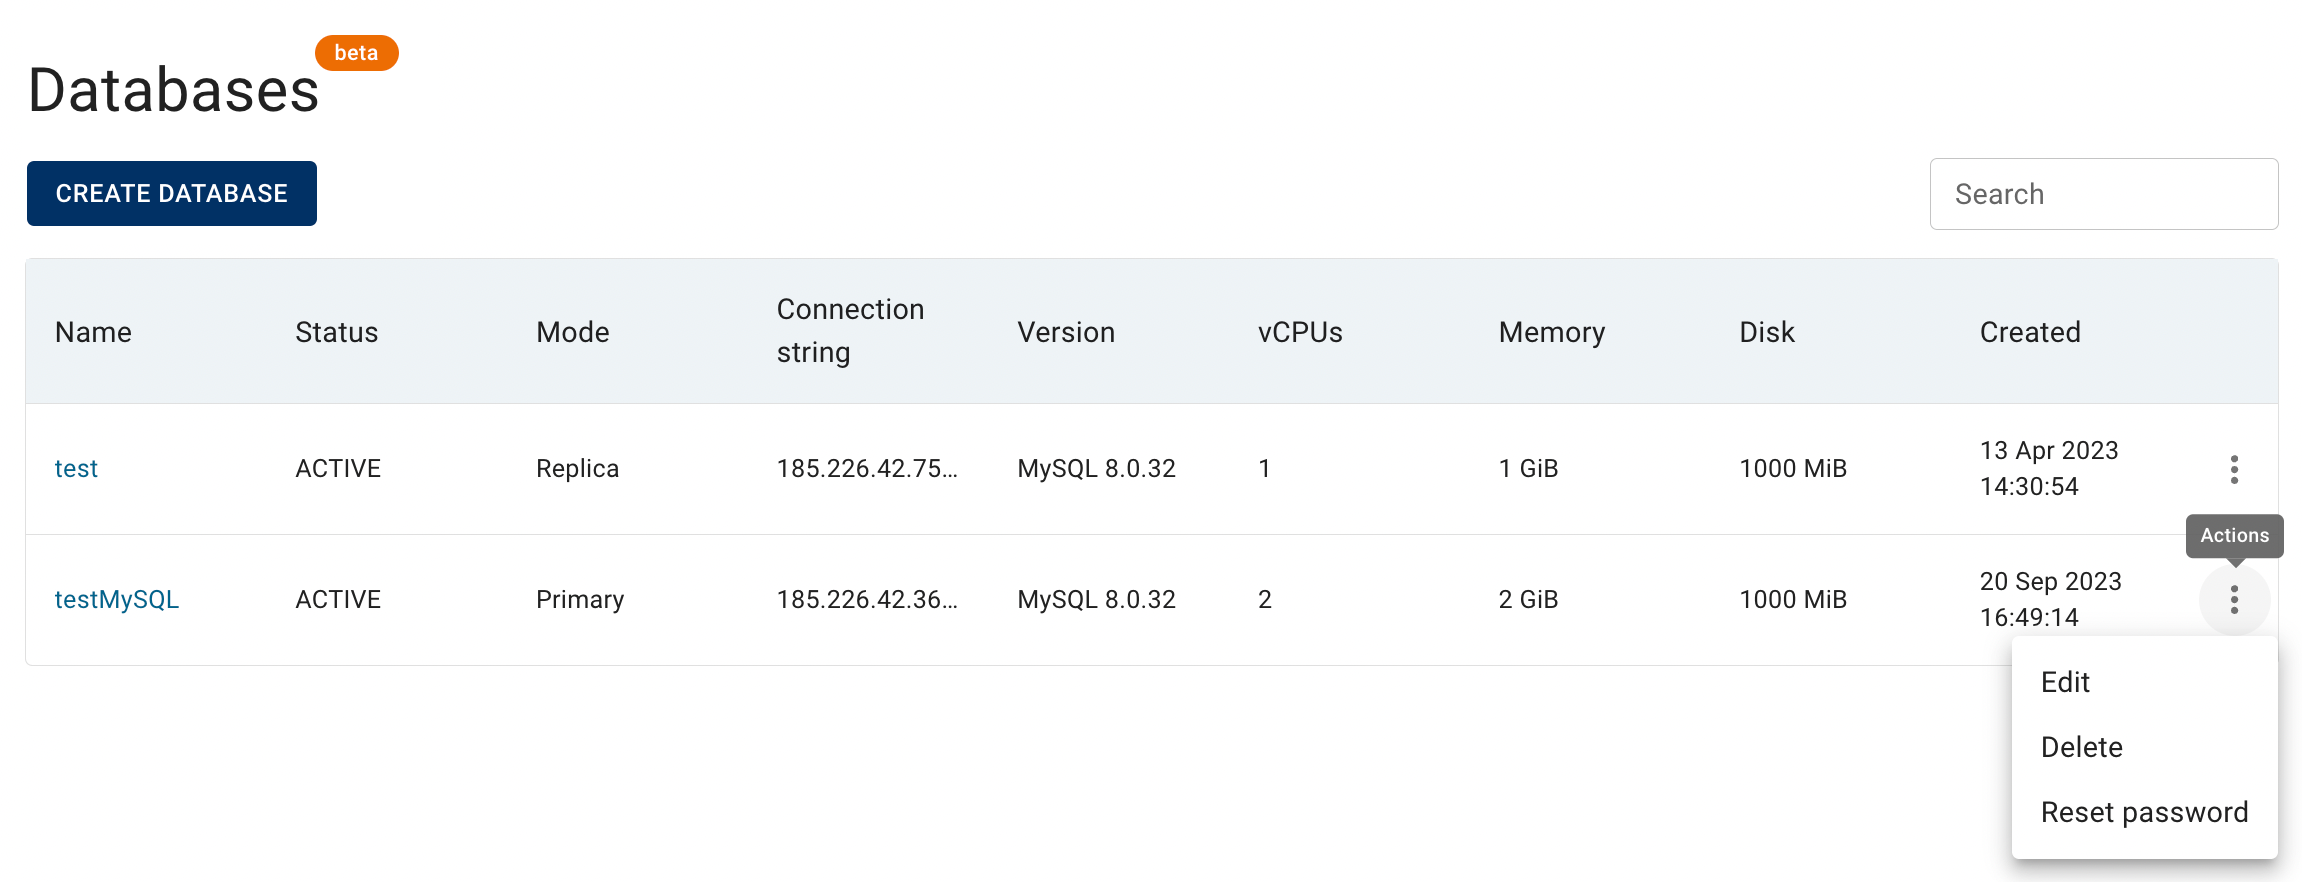 Databases
beta
CREATE DATABASE
Search
Name Status Mode Connection string Version vCPUs Memory Disk Created
test ACTIVE Replica 185.226.42.75... MySQL 8.0.32 1 1 GiB 1000 MiB 13 Apr 2023 14:30:54
Actions
testMySQL ACTIVE Primary 185.226.42.36... MySQL 8.0.32 2 2 GiB 1000 MiB 20 Sep 2023 16:49:14
Edit
Delete
Reset password